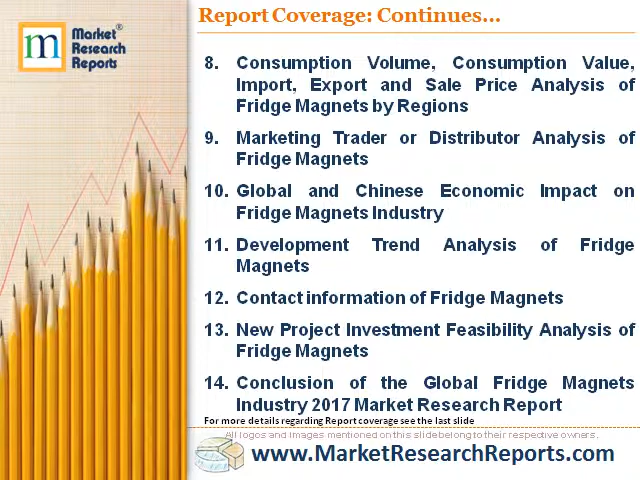 Report Coverage: Continues...
m
Market®
Research
Reports
8. Consumption Volume, Consumption Value,
Import, Export and Sale Price Analysis of
Fridge Magnets by Regions
9. Marketing Trader or Distributor Analysis of
Fridge Magnets
10. Global and Chinese Economic Impact on
Fridge Magnets Industry
11. Development Trend Analysis of Fridge
Magnets
12. Contact information of Fridge Magnets
13. New Project Investment Feasibility Analysis of
Fridge Magnets
14. Conclusion of the Global Fridge Magnets
Industry 2017 Market Research Report
For more details regarding Report coverage see the last slide
All logos and Images mentioned on this slide belong to their respective owners.
www.MarketResearchReports.com